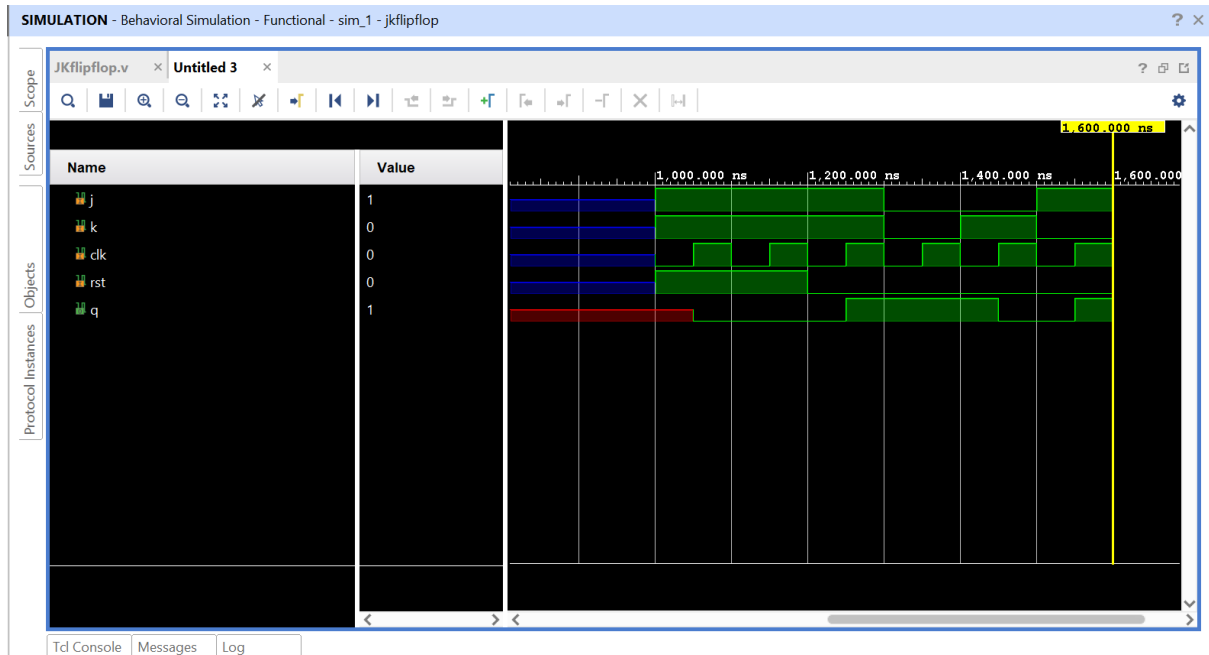 SIMULATION - Behavioral Simulation - Functional - sim_1 - jkflipflop
? ×
Scope
Sources
Objects
Protocol Instances
JKflipflop.v ×
Untitled 3 ×
?
Name
Value
1,600.000 ns
1,000.000 ns
1,200.000 ns
1,400.000 ns
1,600.000
j
1
k
0
clk
0
rst
0
q
1
Tcl Console
Messages
Log